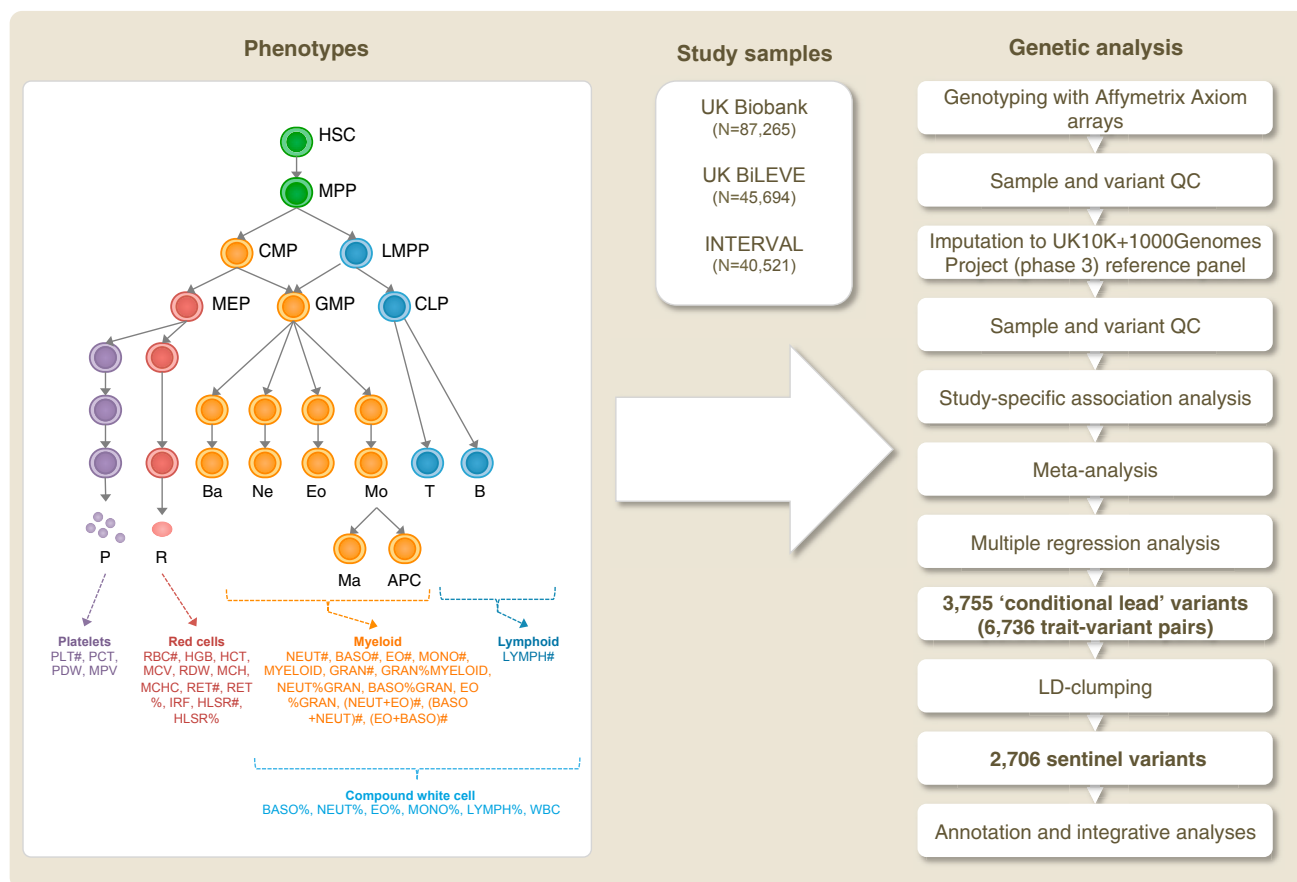 Phenotypes
HSC
MPP
CMP
LMPP
MEP
GMP
CLP
Ba
Ne
Eo
Mo
T
B
P
R
Ma
APC
Platelets
PLT#, PCT,
PDW, MPV
Red cells
RBC#, HGB, HCT,
MCV, RDW, MCH,
MCHC, RET#, RET
%, IRF, HLSR#,
HLSR%
Myeloid
NEUT#, BASO#, EO#, MONO#,
MYELOID, GRAN#, GRAN%MYELOID,
NEUT%GRAN, BASO%GRAN, EO
%GRAN, (NEUT+EO)#, (BASO
+NEUT)#, (EO+BASO)#
Lymphoid
LYMPH#
Compound white cell
BASO%, NEUT%, EO%, MONO%, LYMPH%, WBC
Study samples
UK Biobank
(N=87,265)
UK BiLEVE
(N=45,694)
INTERVAL
(N=40,521)
Genetic analysis
Genotyping with Affymetrix Axiom
arrays
Sample and variant QC
Imputation to UK10K+1000Genomes
Project (phase 3) reference panel
Sample and variant QC
Study-specific association analysis
Meta-analysis
Multiple regression analysis
3,755 ‘conditional lead’ variants
(6,736 trait-variant pairs)
LD-clumping
2,706 sentinel variants
Annotation and integrative analyses